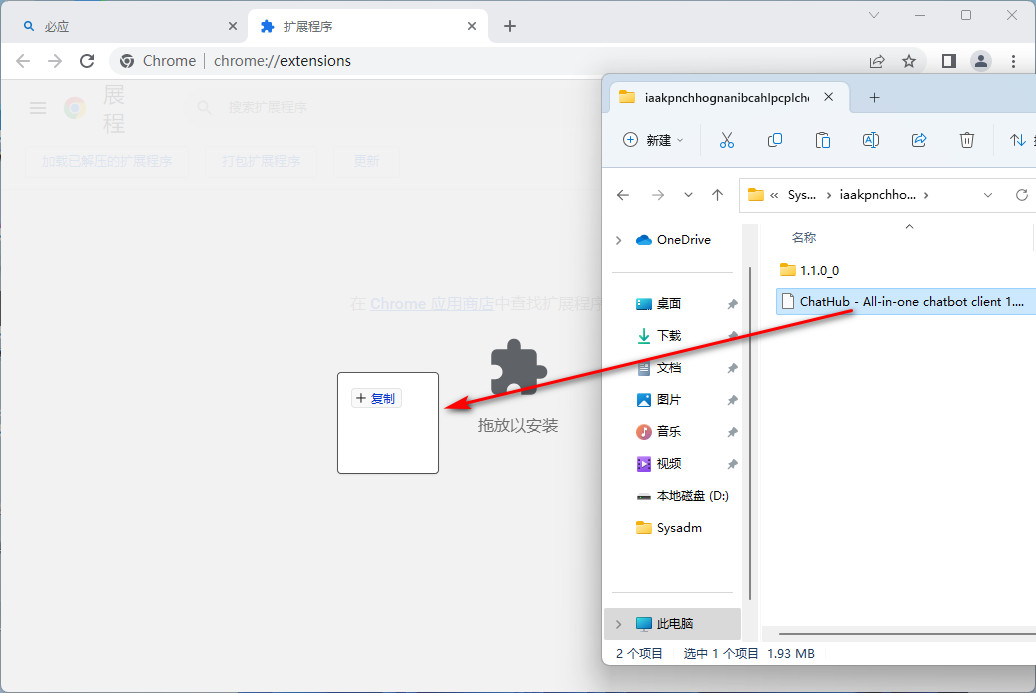 必应
扩展程序
Chrome | chrome://extensions
展
程
搜索扩展程序
加载已解压的扩展程序
打包扩展程序
更新
在 Chrome 应用商店中查找扩展程序
+ 复制
拖放以安装
iaakpnchhognanibcahlpcplch
新建
Sys...
iaakpnchho...
OneDrive
桌面
下载
文档
图片
音乐
视频
本地磁盘 (D:)
Sysadm
此电脑
名称
1.1.0_0
ChatHub - All-in-one chatbot client 1....
2 个项目
选中 1 个项目 1.93 MB